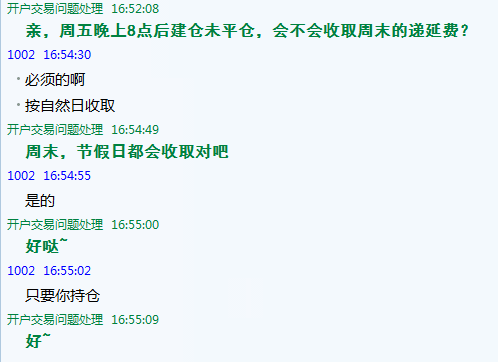 开户交易问题处理 16:52:08
亲，周五晚上8点后建仓未平仓，会不会收取周末的递延费？
1002 16:54:30
• 必须的啊
• 按自然日收取
开户交易问题处理 16:54:49
周末，节假日都会收取对吧
1002 16:54:55
是的
开户交易问题处理 16:55:00
好哒~
1002 16:55:02
只要你持仓
开户交易问题处理 16:55:09
好~